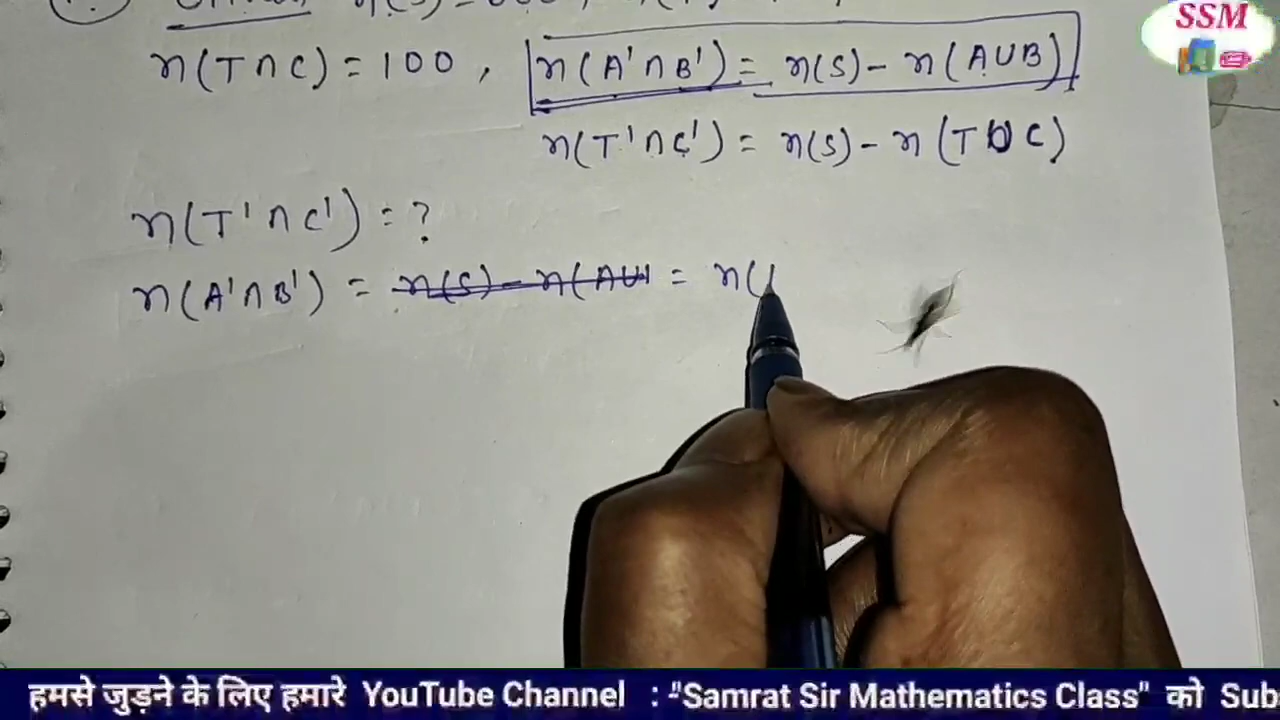 SSM
n(T∩C) = 100 , n(A'∩B') = n(S) - n(A∪B)
n(T'∩C') = n(S) - n(T∪C)
n(T'∩C') = ?
n(A'∩B') = n(S) - n(A∪ = n(
हमसे जुड़ने के लिए हमारे YouTube Channel : -"Samrat Sir Mathematics Class" को Sub